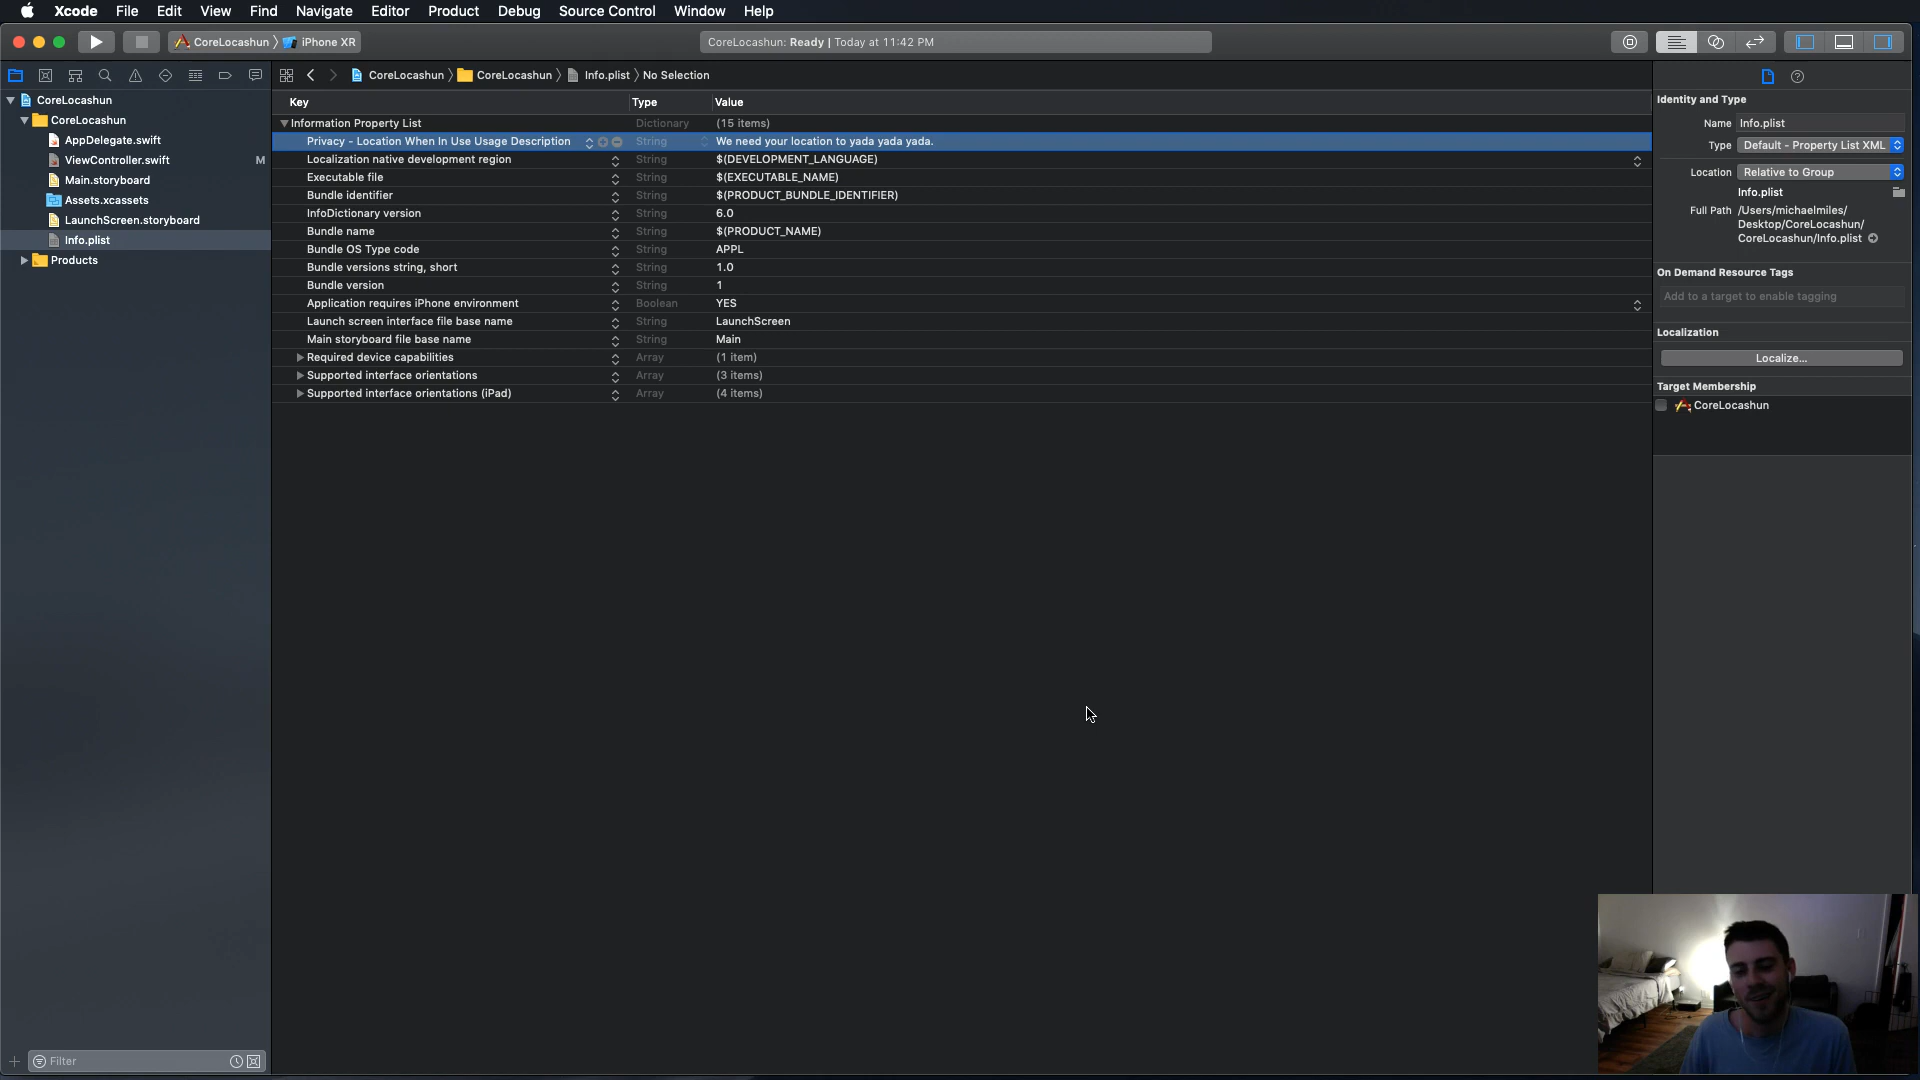 Xcode File Edit View Find Navigate Editor Product Debug Source Control Window Help
CoreLocashun iPhone XR
CoreLocashun: Ready | Today at 11:42 PM
CoreLocashun CoreLocashun Info.plist No Selection
CoreLocashun
CoreLocashun
AppDelegate.swift
ViewController.swift M
Main.storyboard
Assets.xcassets
LaunchScreen.storyboard
Info.plist
Products
Filter
Key Type Value
Information Property List Dictionary (15 items)
Privacy - Location When In Use Usage Description String We need your location to yada yada yada.
Localization native development region String $(DEVELOPMENT_LANGUAGE)
Executable file String $(EXECUTABLE_NAME)
Bundle identifier String $(PRODUCT_BUNDLE_IDENTIFIER)
InfoDictionary version String 6.0
Bundle name String $(PRODUCT_NAME)
Bundle OS Type code String APPL
Bundle versions string, short String 1.0
Bundle version String 1
Application requires iPhone environment Boolean YES
Launch screen interface file base name String LaunchScreen
Main storyboard file base name String Main
Required device capabilities Array (1 item)
Supported interface orientations Array (3 items)
Supported interface orientations (iPad) Array (4 items)
Identity and Type
Name Info.plist
Type Default - Property List XML
Location Relative to Group
Info.plist
Full Path /Users/michaelmiles/
Desktop/CoreLocashun/
CoreLocashun/Info.plist
On Demand Resource Tags
Add to a target to enable tagging
Localization
Localize...
Target Membership
CoreLocashun